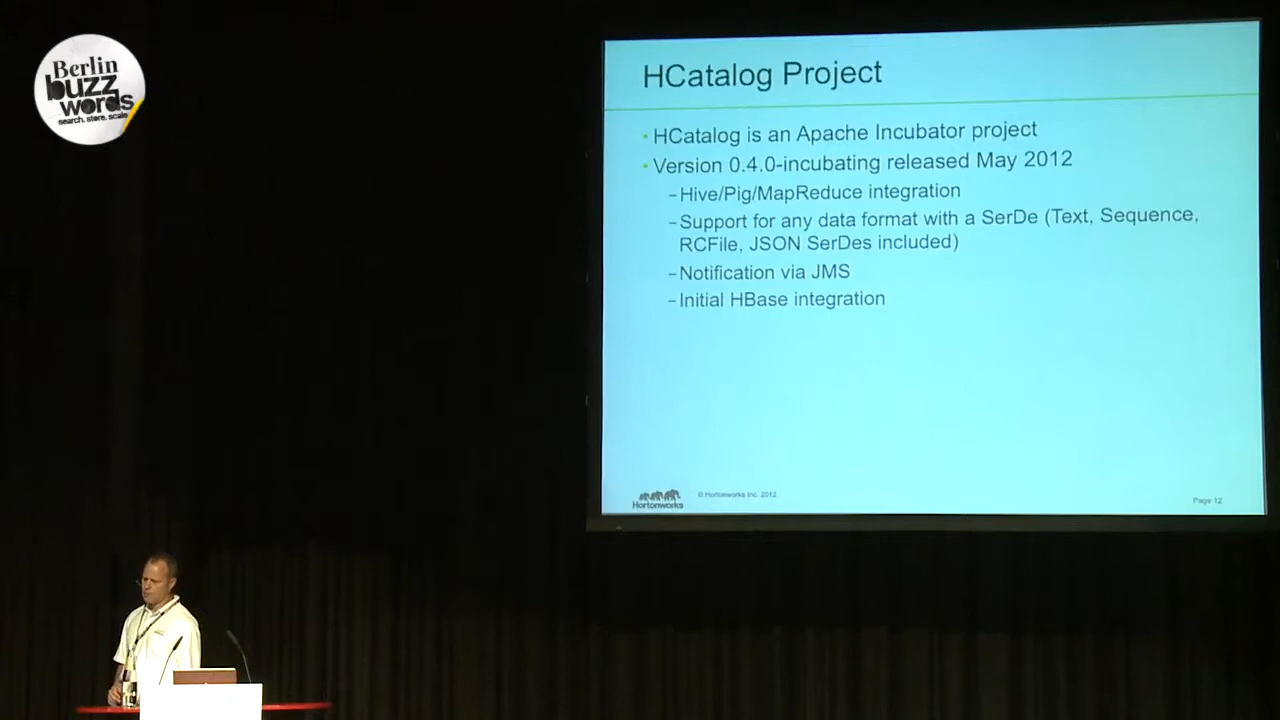 Berlin
buzz
words
search. store. scale
HCatalog Project
• HCatalog is an Apache Incubator project
• Version 0.4.0-incubating released May 2012
–Hive/Pig/MapReduce integration
–Support for any data format with a SerDe (Text, Sequence,
RCFile, JSON SerDes included)
–Notification via JMS
–Initial HBase integration
Hortonworks
© Hortonworks Inc. 2012
Page 12